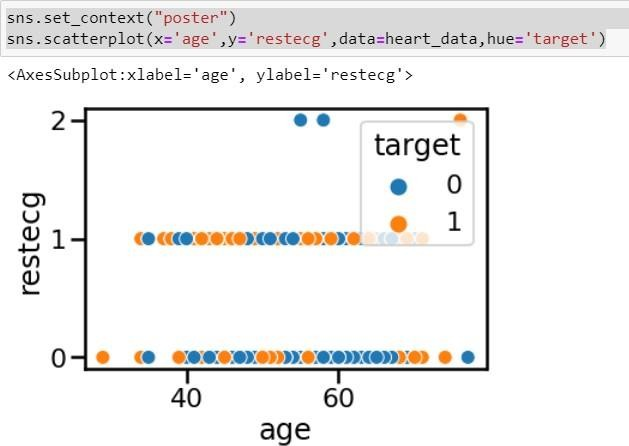 sns.set_context("poster")
sns.scatterplot(x='age',y='restecg',data=heart_data,hue='target')
<AxesSubplot:xlabel='age', ylabel='restecg'>
2
target
0
1
restecg
1
0
40 60
age